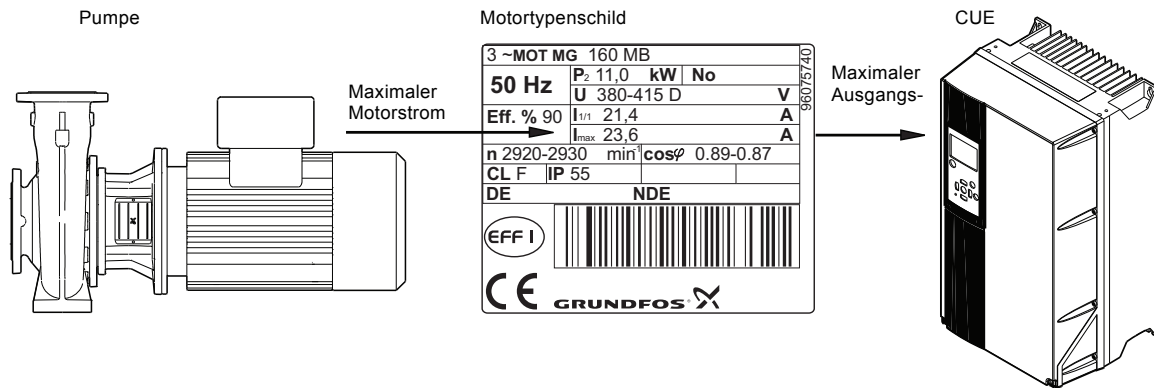 Pumpe
Motortypenschild
CUE
Maximaler
Motorstrom
3 ~MOT MG 160 MB
50 Hz
P2 11,0 kW No
U 380-415 D V
Eff. % 90
I1/1 21,4 A
Imax 23,6 A
n 2920-2930 min-1 cosφ 0.89-0.87
CL F IP 55
DE NDE
96075740
EFF 1
CE GRUNDFOS
Maximaler
Ausgangs-